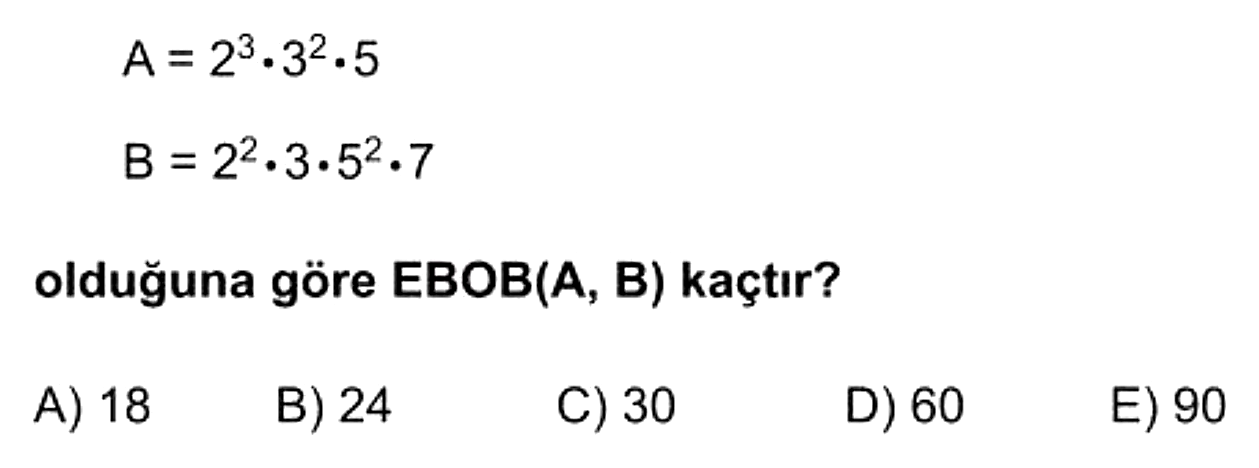 A = 2³·3²·5
B = 2²·3·5²·7
olduğuna göre EBOB(A, B) kaçtır?
A) 18 B) 24 C) 30 D) 60 E) 90